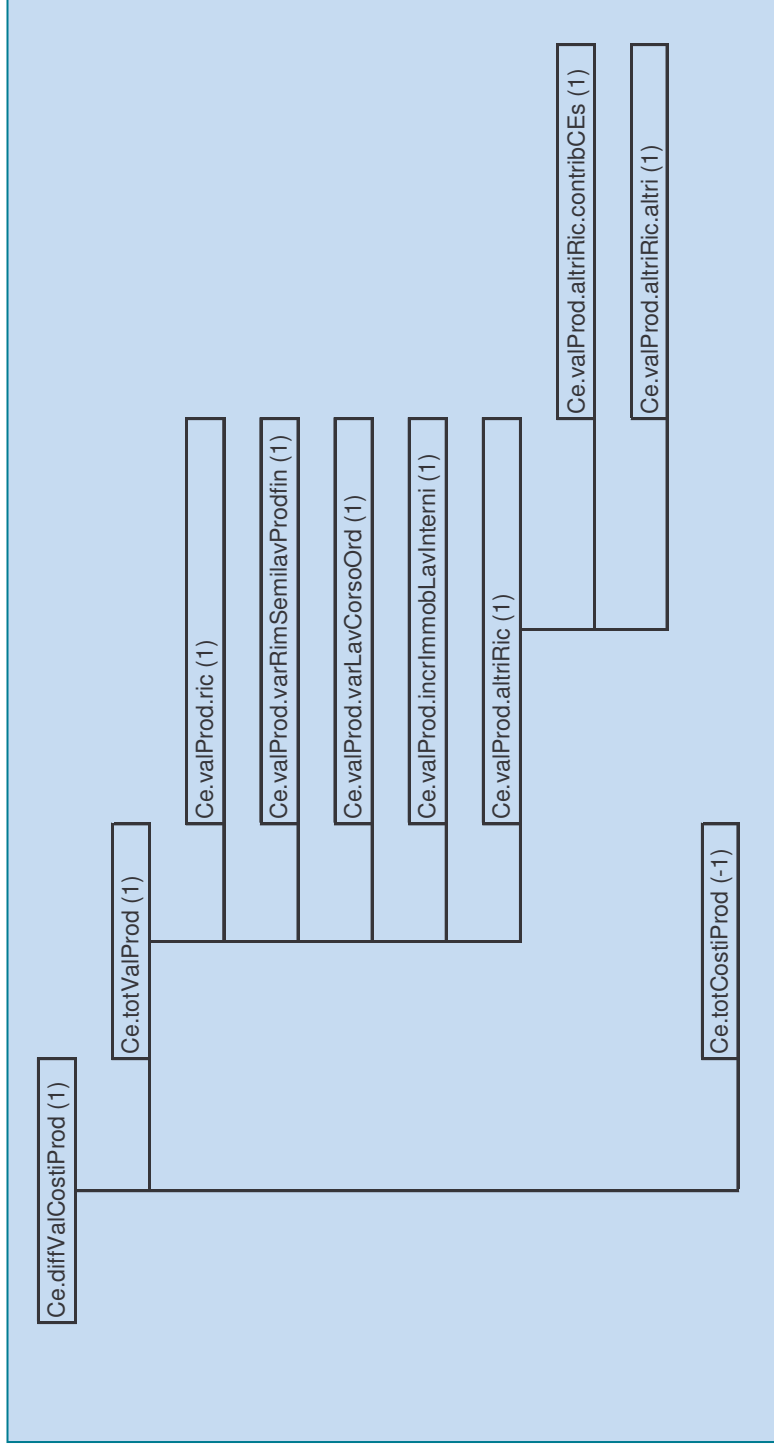 Ce.diffValCostiProd (1)
Ce.totValProd (1)
Ce.valProd.ric (1)
Ce.valProd.varRimSemilavProdfin (1)
Ce.valProd.varLavCorsoOrd (1)
Ce.valProd.incrImmobLavInterni (1)
Ce.valProd.altriRic (1)
Ce.valProd.altriRic.contribCEs (1)
Ce.valProd.altriRic.altri (1)
Ce.totCostiProd (-1)